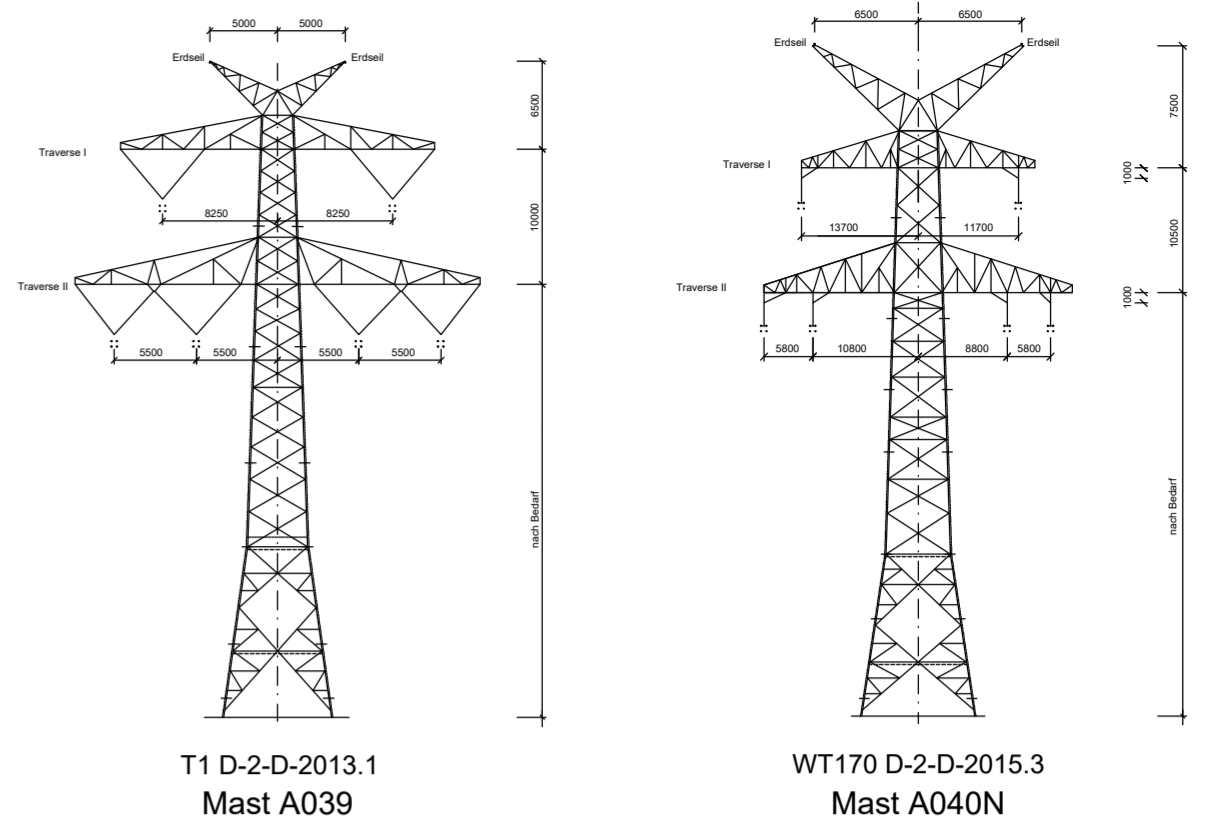 5000 5000
Erdseil Erdseil
6500
Traverse I
8250 8250
10000
Traverse II
5500 5500 5500 5500
nach Bedarf
T1 D-2-D-2013.1
Mast A039
6500 6500
Erdseil Erdseil
7500
Traverse I
1000
13700 11700
10500
Traverse II
1000
5800 10800 8800 5800
nach Bedarf
WT170 D-2-D-2015.3
Mast A040N